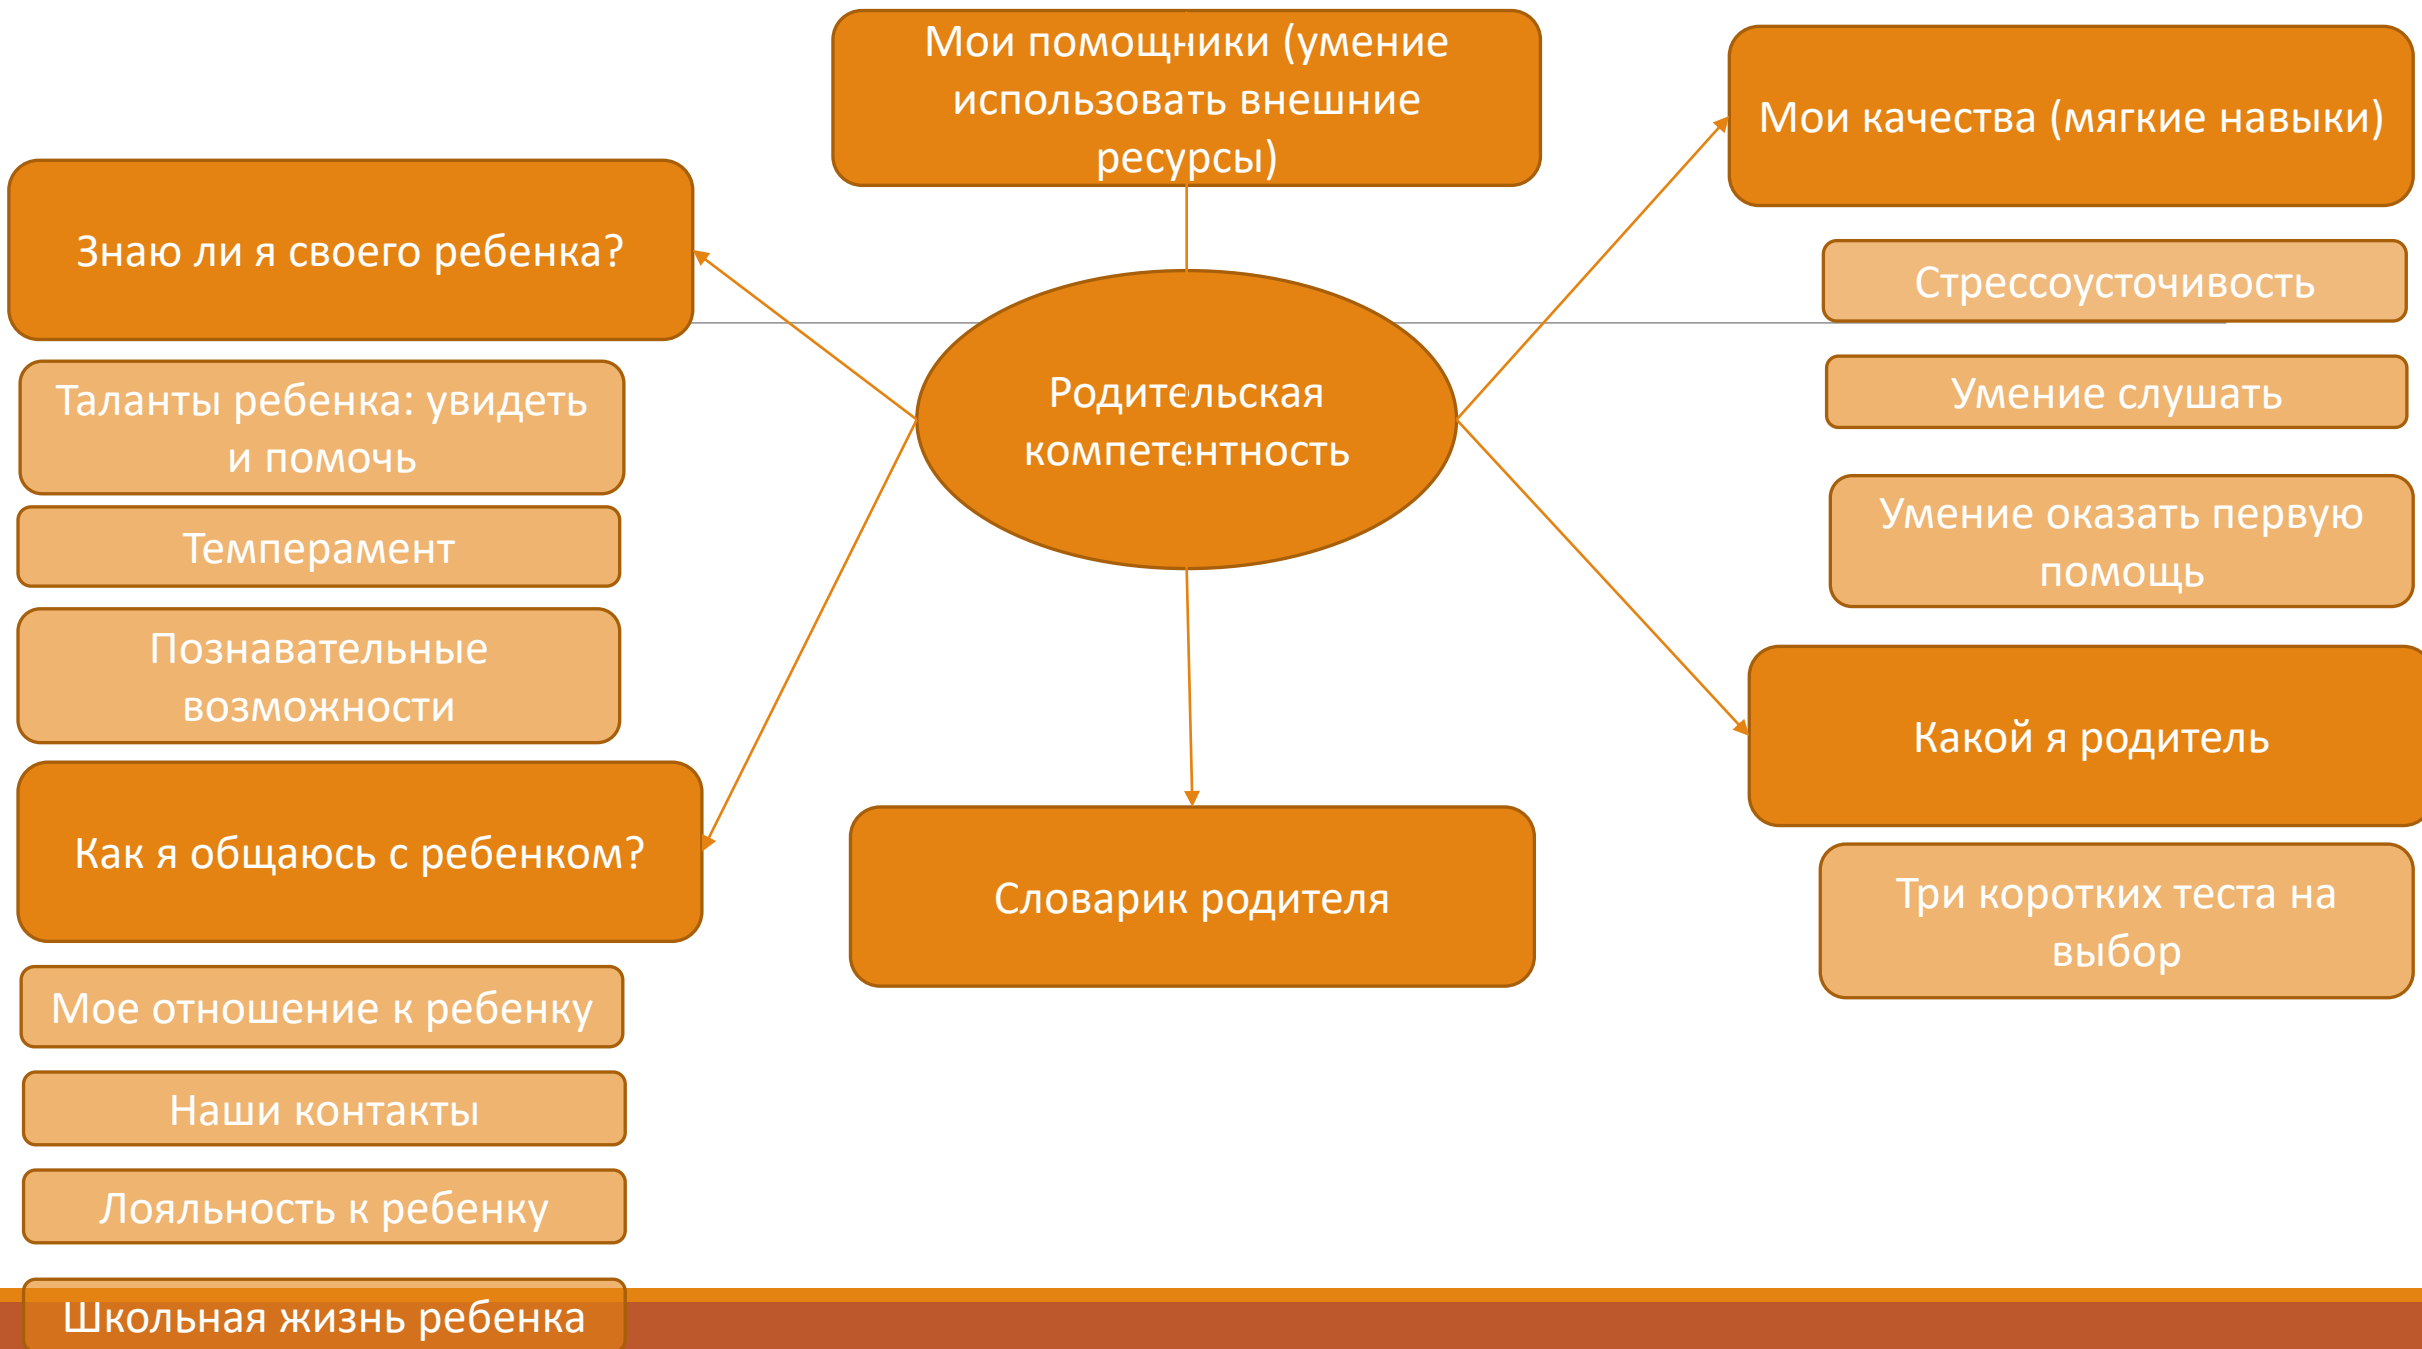 Мои помощники (умение
использовать внешние
ресурсы)
Мои качества (мягкие навыки)
Знаю ли я своего ребенка?
Стрессоусточивость
Таланты ребенка: увидеть
и помочь
Родительская
компетентность
Умение слушать
Темперамент
Умение оказать первую
помощь
Познавательные
возможности
Какой я родитель
Как я общаюсь с ребенком?
Словарик родителя
Три коротких теста на
выбор
Мое отношение к ребенку
Наши контакты
Лояльность к ребенку
Школьная жизнь ребенка